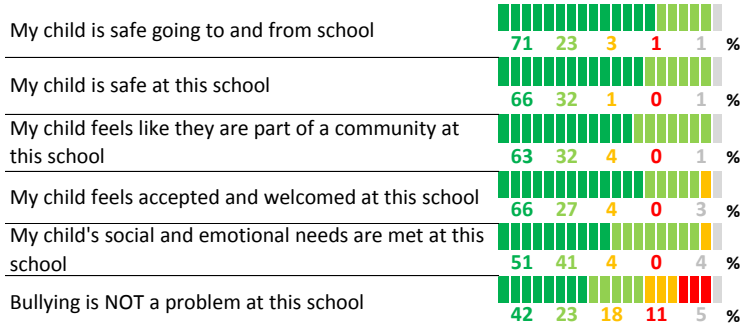 My child is safe going to and from school
71 23 3 1 1 %
My child is safe at this school
66 32 1 0 1 %
My child feels like they are part of a community at
this school
63 32 4 0 1 %
My child feels accepted and welcomed at this school
66 27 4 0 3 %
My child's social and emotional needs are met at this
school
51 41 4 0 4 %
Bullying is NOT a problem at this school
42 23 18 11 5 %